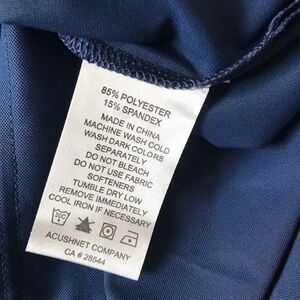 85% POLYESTER
15% SPANDEX
MADE IN CHINA
MACHINE WASH COLD
WASH DARK COLORS
SEPARATELY
DO NOT BLEACH
DO NOT USE FABRIC
SOFTENERS
TUMBLE DRY LOW
REMOVE IMMEDIATELY
COOL IRON IF NECESSARY
30C
ACUSHNET COMPANY
CA # 28544